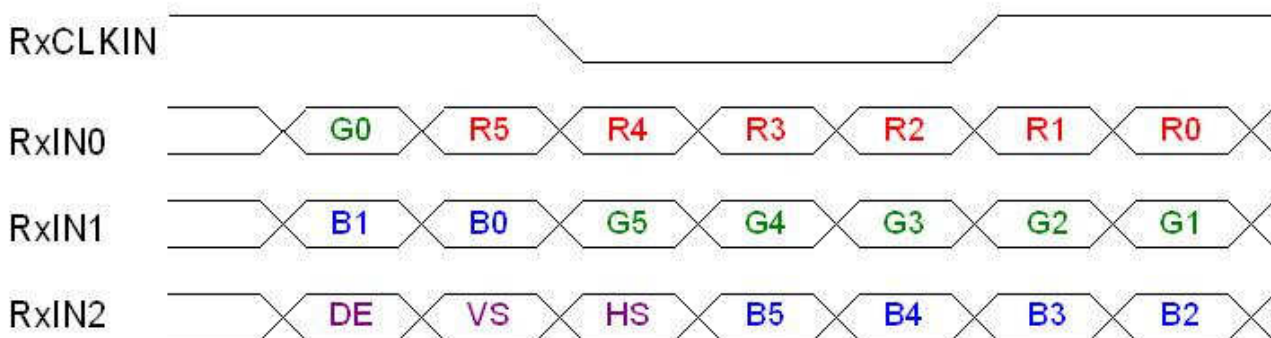 RxCLKIN
RxIN0 G0 R5 R4 R3 R2 R1 R0
RxIN1 B1 B0 G5 G4 G3 G2 G1
RxIN2 DE VS HS B5 B4 B3 B2